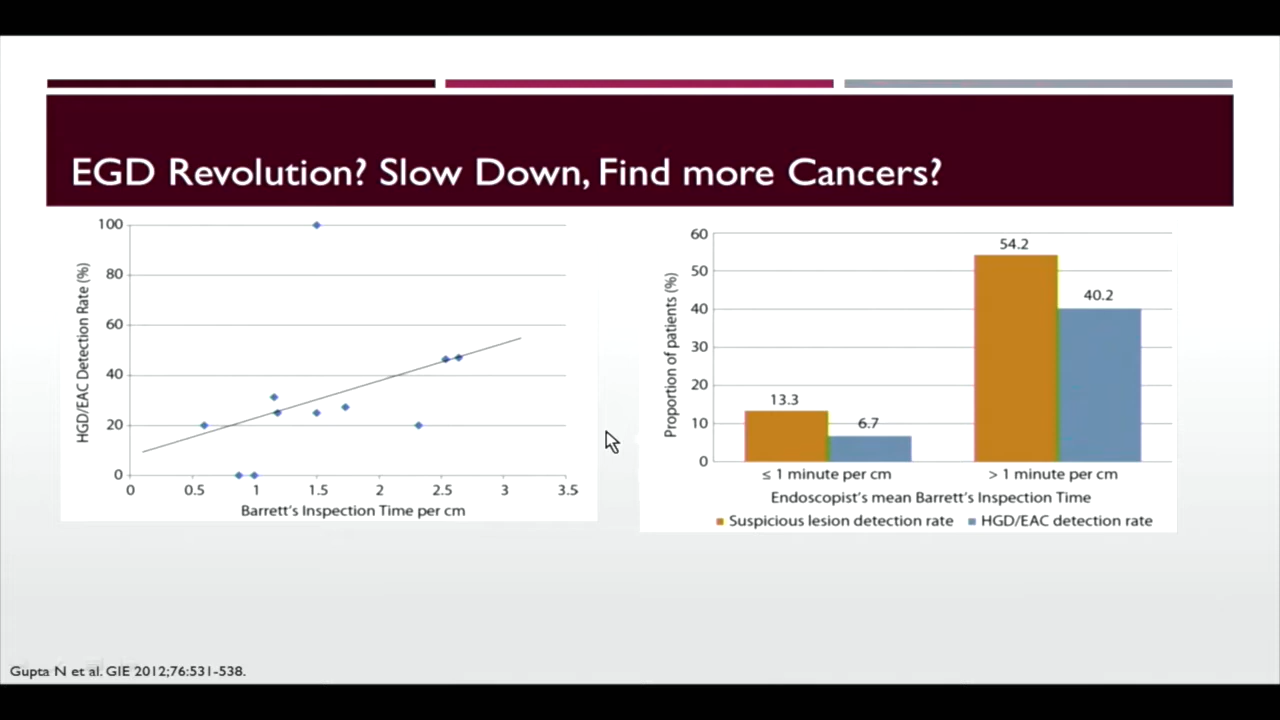 EGD Revolution? Slow Down, Find more Cancers?
HGD/EAC Detection Rate (%)
100
80
60
40
20
0
0 0.5 1 1.5 2 2.5 3 3.5
Barrett's Inspection Time per cm
Proportion of patients (%)
60
50
40
30
20
10
0
13.3
6.7
54.2
40.2
≤ 1 minute per cm > 1 minute per cm
Endoscopist's mean Barrett's Inspection Time
Suspicious lesion detection rate HGD/EAC detection rate
Gupta N et al. GIE 2012;76:531-538.